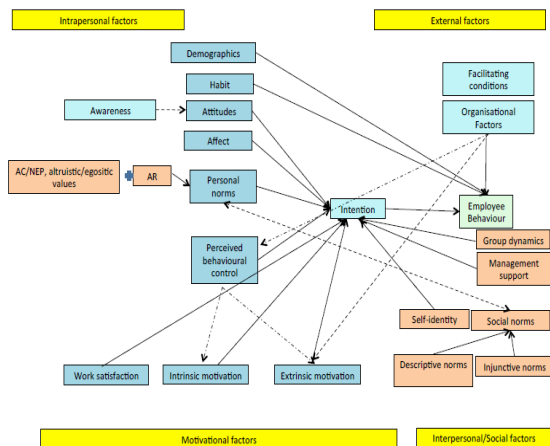 Intrapersonal factors
External factors
Demographics
Facilitating
conditions
Habit
Awareness
Attitudes
Organisational
Factors
Affect
AC/NEP, altruistic/egositic
values
AR
Personal
norms
Intention
Employee
Behaviour
Group dynamics
Perceived
behavioural
control
Management
support
Self-identity
Social norms
Descriptive norms
Injunctive norms
Work satisfaction
Intrinsic motivation
Extrinsic motivation
Motivational factors
Interpersonal/Social factors